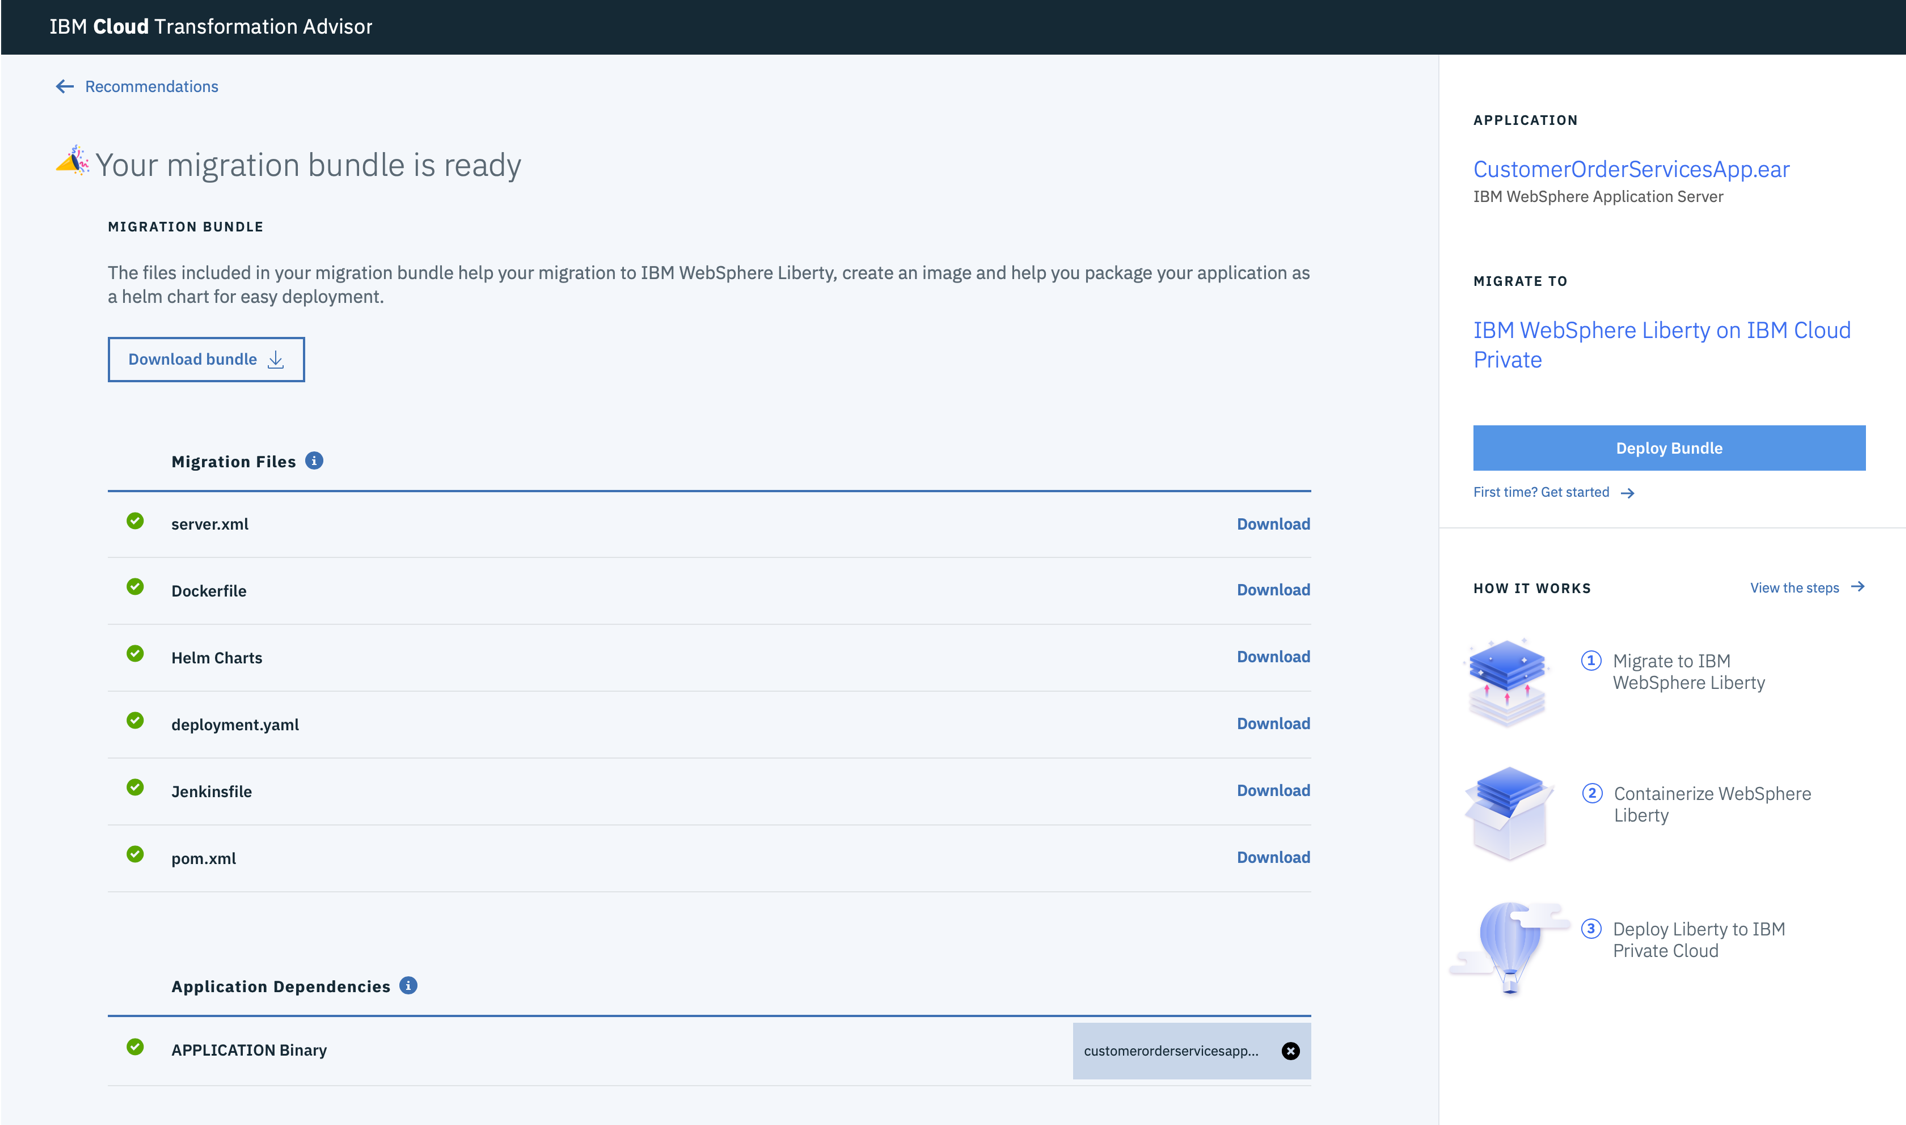 IBM Cloud Transformation Advisor
Recommendations
Your migration bundle is ready
MIGRATION BUNDLE
The files included in your migration bundle help your migration to IBM WebSphere Liberty, create an image and help you package your application as
a helm chart for easy deployment.
Download bundle
Migration Files
server.xml Download
Dockerfile Download
Helm Charts Download
deployment.yaml Download
Jenkinsfile Download
pom.xml Download
Application Dependencies
APPLICATION Binary customerorderservicesapp...
APPLICATION
CustomerOrderServicesApp.ear
IBM WebSphere Application Server
MIGRATE TO
IBM WebSphere Liberty on IBM Cloud
Private
Deploy Bundle
First time? Get started
HOW IT WORKS View the steps
1 Migrate to IBM
WebSphere Liberty
2 Containerize WebSphere
Liberty
3 Deploy Liberty to IBM
Private Cloud